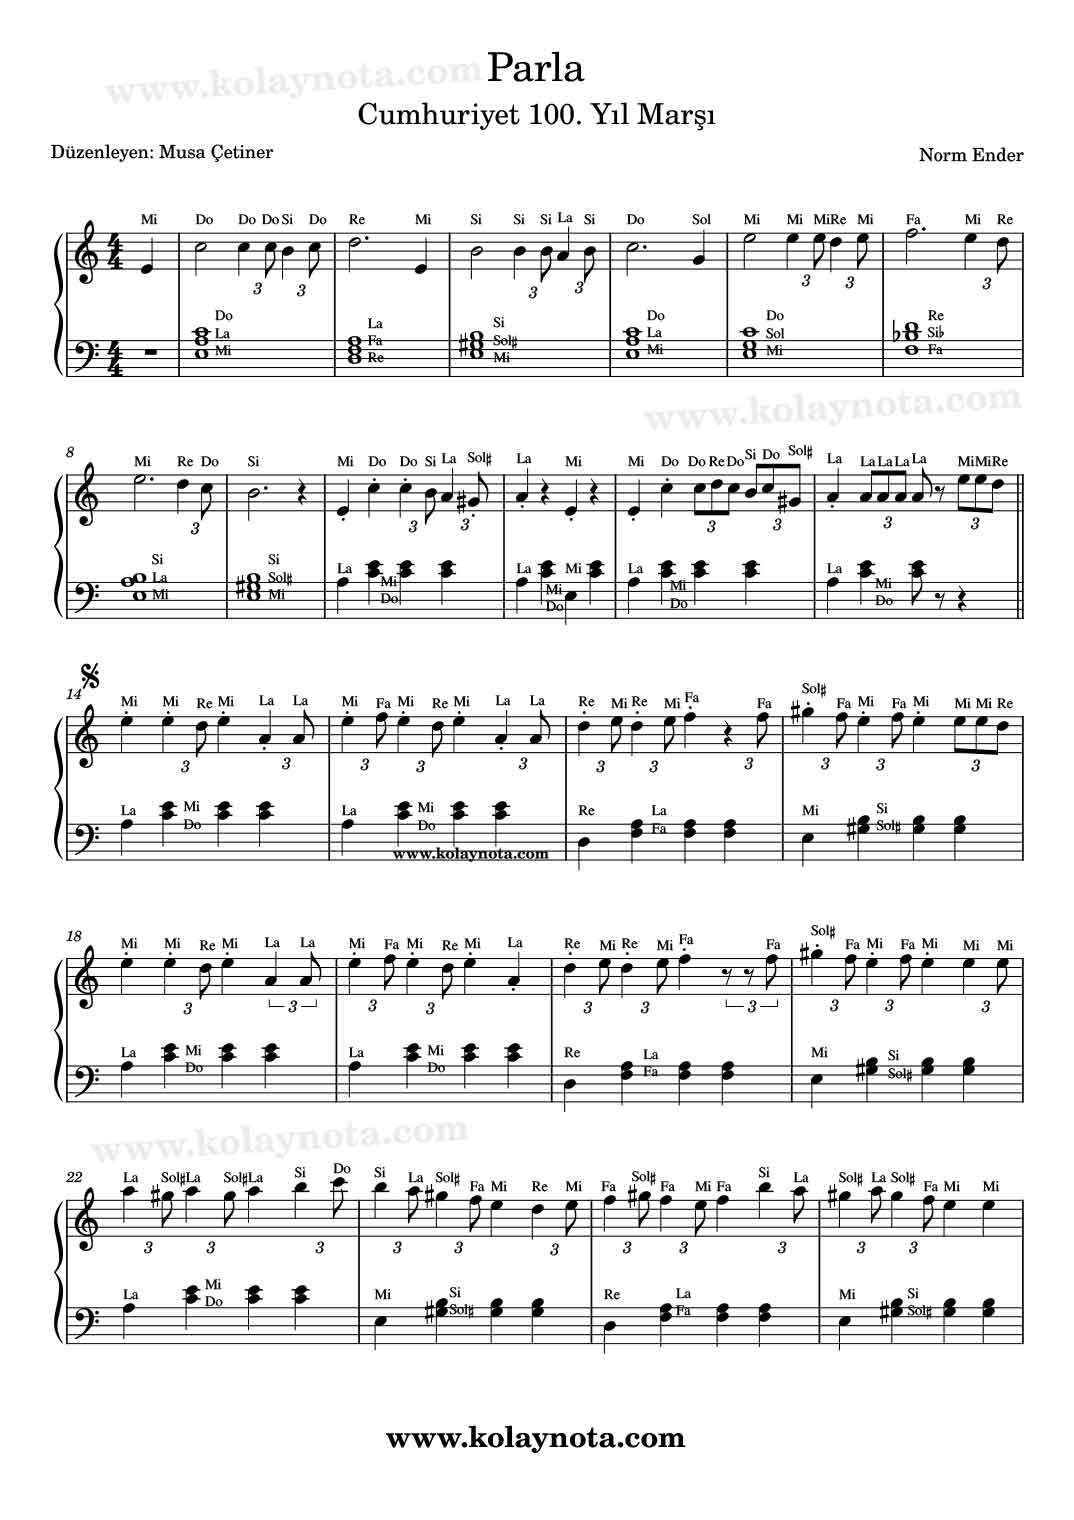 www.kolaynota.com
Parla
Cumhuriyet 100. Yıl Marşı
Düzenleyen: Musa Çetiner
Norm Ender
Mi Do Do Do Si Do Re Mi Si Si Si La Si Do Sol Mi Mi Mi Re Mi Fa Mi Re
3 3 3 3 3 3 3
4 4
Do La Mi La Fa Re Si Sol♯ Mi Do La Mi Do Sol Mi Re Si♭ Fa
4 4
www.kolaynota.com
8
Mi Re Do Si Mi Do Do Si La Sol♯ La Mi Mi Do Do Re Do Si Do Sol♯ La La La La La Mi Mi Re
3 3 3 3 3 3 3
Si La Mi Si Sol♯ Mi La Mi Do La Mi Do Mi La Mi Do La Mi Do
14
Mi Mi Re Mi La La Mi Fa Mi Re Mi La La Re Mi Re Mi Fa Fa Sol♯ Fa Mi Fa Mi Mi Mi Re
3 3 3 3 3 3 3 3 3 3 3
La Mi Do La Mi Do Re La Fa Mi Si Sol♯
www.kolaynota.com
18
Mi Mi Re Mi La La Mi Fa Mi Re Mi La Re Mi Re Mi Fa Fa Sol♯ Fa Mi Fa Mi Mi Mi
3 3 3 3 3 3 3 3 3 3
La Mi Do La Mi Do Re La Fa Mi Si Sol♯
www.kolaynota.com
22
La Sol♯ La Sol♯ La Si Do Si La Sol♯ Fa Mi Re Mi Fa Sol♯ Fa Mi Fa Si La Sol♯ La Sol♯ Fa Mi Mi
3 3 3 3 3 3 3 3 3 3 3
La Mi Do Mi Si Sol♯ Re La Fa Mi Si Sol♯
www.kolaynota.com